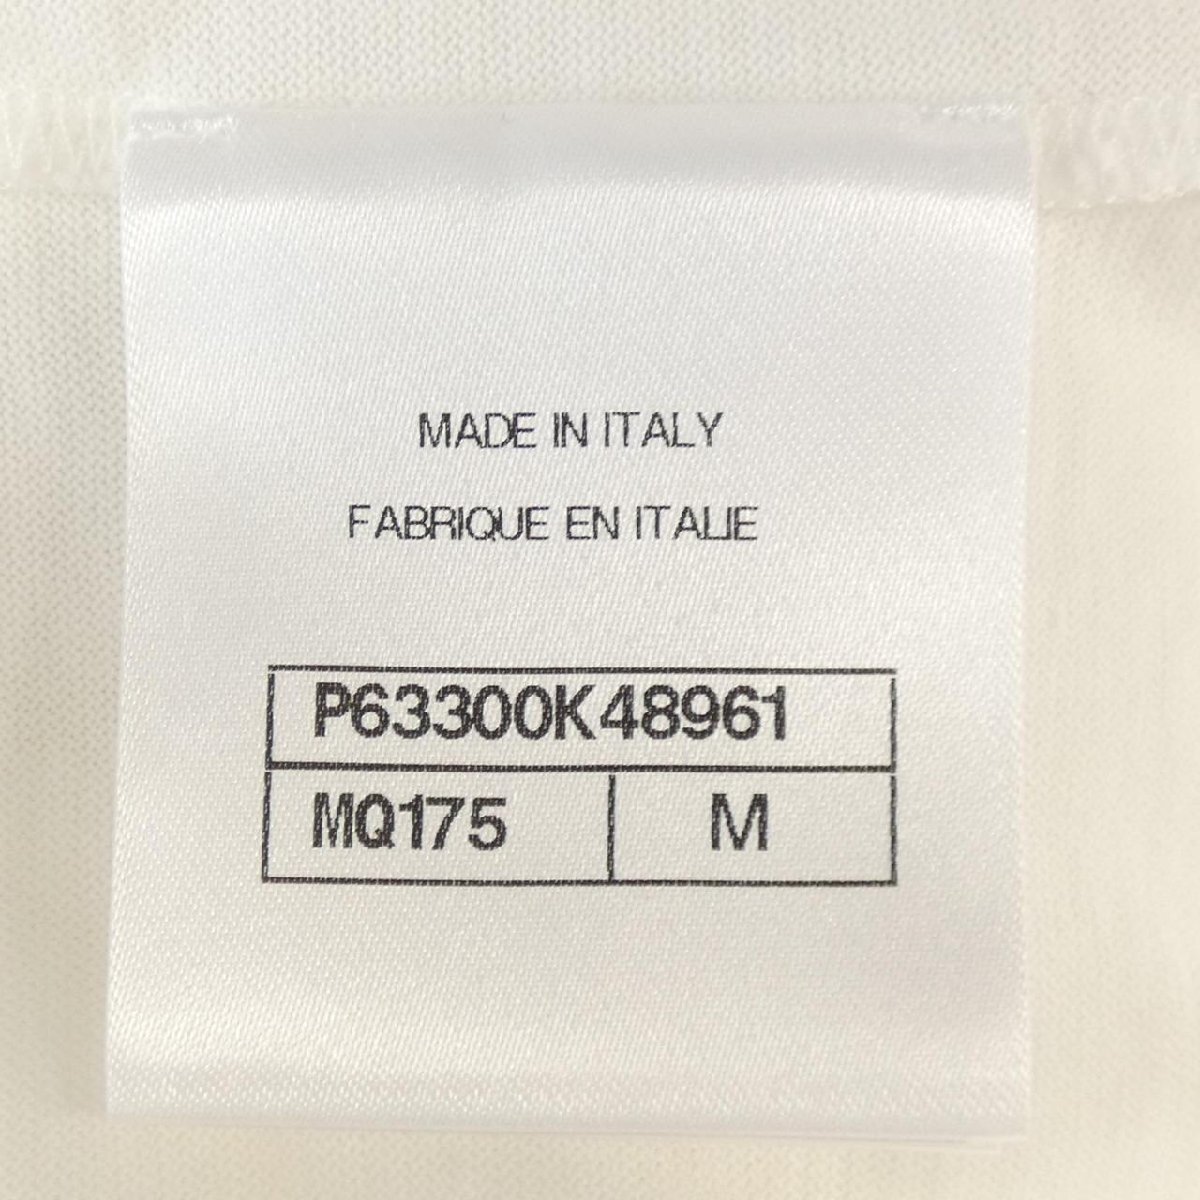 MADE IN ITALY
FABRIQUE EN ITALIE
P63300K48961
MQ175 M